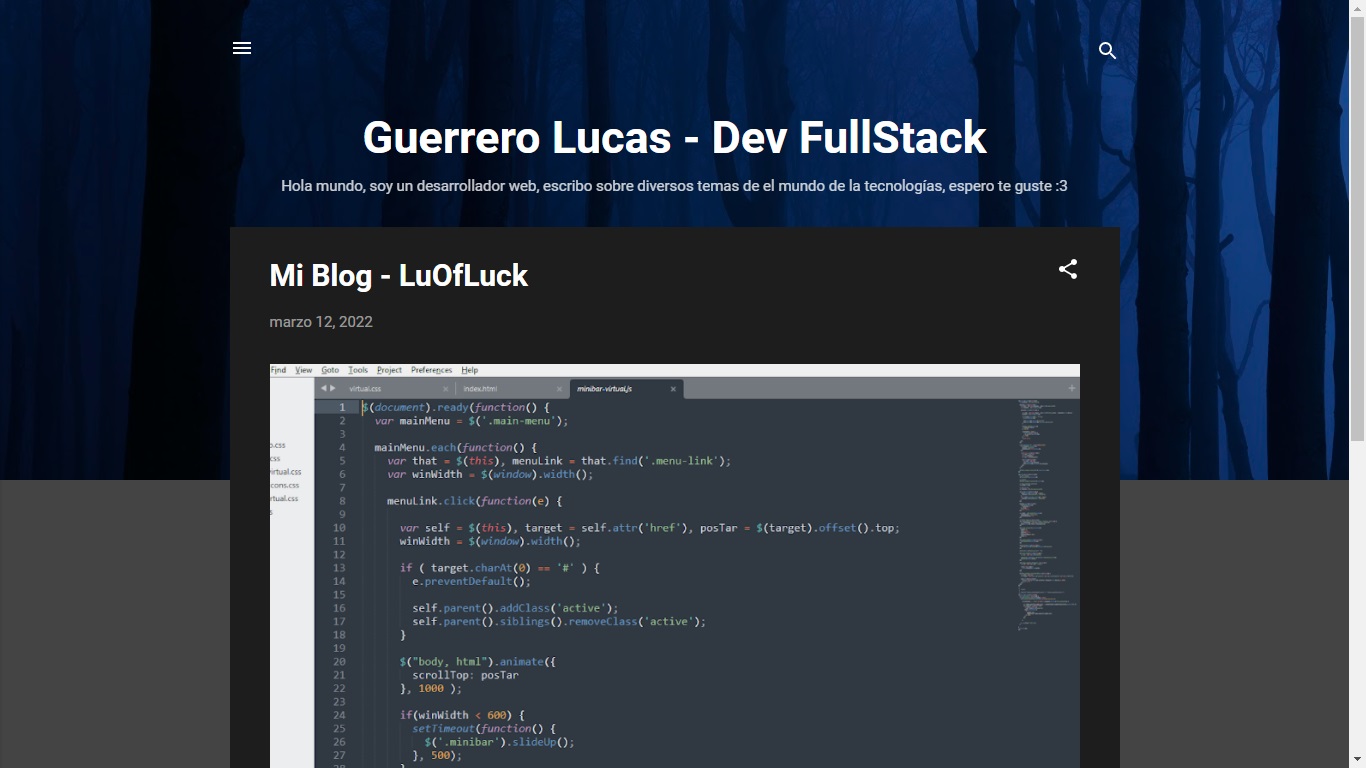 Guerrero Lucas - Dev FullStack
Hola mundo, soy un desarrollador web, escribo sobre diversos temas de el mundo de la tecnologías, espero te guste :3
Mi Blog - LuOfLuck
marzo 12, 2022
Find View Goto Tools Project Preferences Help
virtual.css × index.html × minibar-virtual.js × +
1 $(document).ready(function() {
2 var mainMenu = $('.main-menu');
3
4 mainMenu.each(function() {
.css
5 var that = $(this), menuLink = that.find('.menu-link');
css
6 var winWidth = $(window).width();
irtual.css
7
cons.css
8 menuLink.click(function(e) {
rtual.css
9
10 var self = $(this), target = self.attr('href'), posTar = $(target).offset().top;
11 winWidth = $(window).width();
12
13 if ( target.charAt(0) == '#' ) {
14 e.preventDefault();
15
16 self.parent().addClass('active');
17 self.parent().siblings().removeClass('active');
18 }
19
20 $("body, html").animate({
21 scrollTop: posTar
22 }, 1000 );
23
24 if(winWidth < 600) {
25 setTimeout(function() {
26 $('.minibar').slideUp();
27 }, 500);